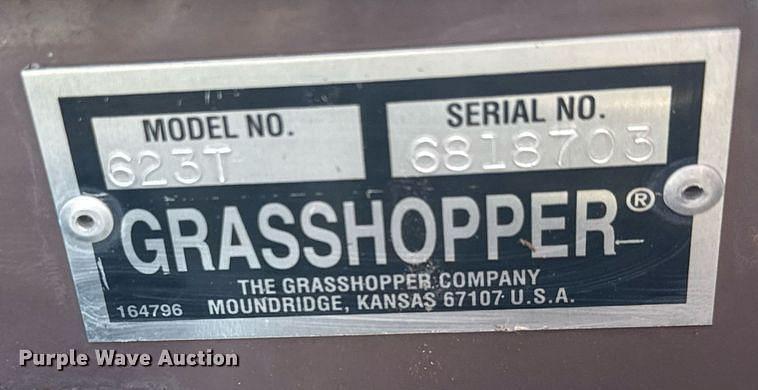 MODEL NO.
623T
SERIAL NO.
6818703
GRASSHOPPER®
THE GRASSHOPPER COMPANY
MOUNDRIDGE, KANSAS 67107 U.S.A.
164796
Purple Wave Auction